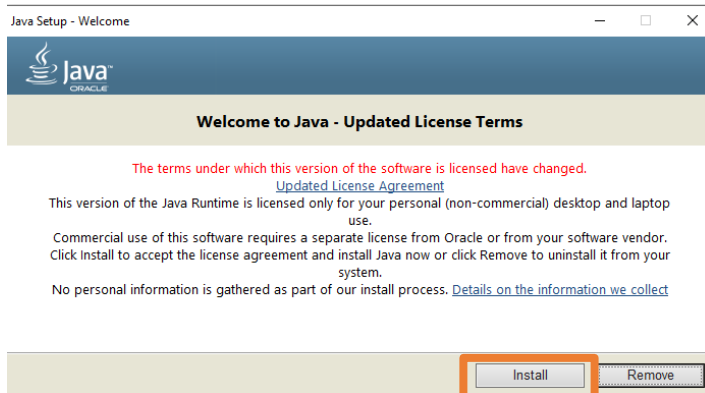 Java Setup - Welcome
Java™
ORACLE
Welcome to Java - Updated License Terms
The terms under which this version of the software is licensed have changed.
Updated License Agreement
This version of the Java Runtime is licensed only for your personal (non-commercial) desktop and laptop
use.
Commercial use of this software requires a separate license from Oracle or from your software vendor.
Click Install to accept the license agreement and install Java now or click Remove to uninstall it from your
system.
No personal information is gathered as part of our install process. Details on the information we collect
Install Remove